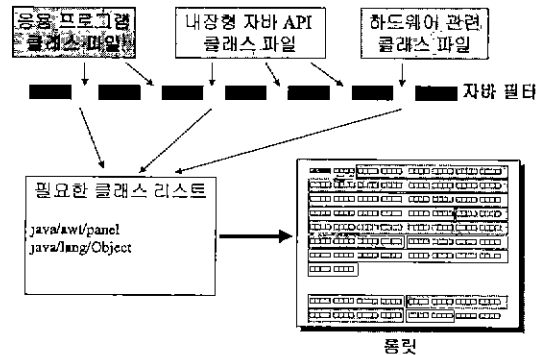 응용 프로그램
클래스 파일
내장형 자바 API
클래스 파일
하드웨어 관련
클래스 파일
자바 필터
필요한 클래스 리스트
java/awt/panel
java/lang/Object
롬릿